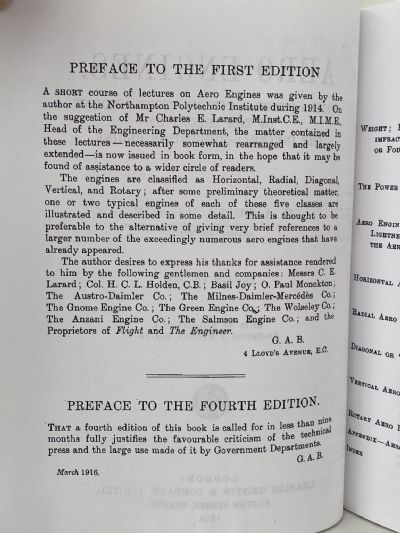 PREFACE TO THE FIRST EDITION
A SHORT course of lectures on Aero Engines was given by the
author at the Northampton Polytechnic Institute during 1914. On
the suggestion of Mr Charles E. Larard, M.Inst.C.E., M.I.M.E,
Head of the Engineering Department, the matter contained in
these lectures—necessarily somewhat rearranged and largely
extended—is now issued in book form, in the hope that it may be
found of assistance to a wider circle of readers.
The engines are classified as Horizontal, Radial, Diagonal,
Vertical, and Rotary; after some preliminary theoretical matter,
one or two typical engines of each of these five classes are
illustrated and described in some detail. This is thought to be
preferable to the alternative of giving very brief references to a
larger number of the exceedingly numerous aero engines that have
already appeared.
The author desires to express his thanks for assistance rendered
to him by the following gentlemen and companies: Messrs C. E.
Larard; Col. H. C. L. Holden, C.B.; Basil Joy; O. Paul Monckton,
The Austro-Daimler Co.; The Milnes-Daimler-Mercédès Co.;
The Gnome Engine Co.; The Green Engine Co.; The Wolseley Co.;
The Anzani Engine Co.; The Salmson Engine Co.; and the
Proprietors of Flight and The Engineer.
G. A. B.
4 LLOYD'S AVENUE, E.C.
PREFACE TO THE FOURTH EDITION.
THAT a fourth edition of this book is called for in less than nine
months fully justifies the favourable criticism of the technical
press and the large use made of it by Government Departments.
G. A. B.
March 1916.
WEIGHT;
IMPRAC
OR FOU
THE POWER
AERO ENGIN
LIGHTNE
THE AER
HORIZONTAL A
RADIAL AERO
DIAGONAL OR
VERTICAL AERO
ROTARY AERO
APPENDIX—AERO
INDEX